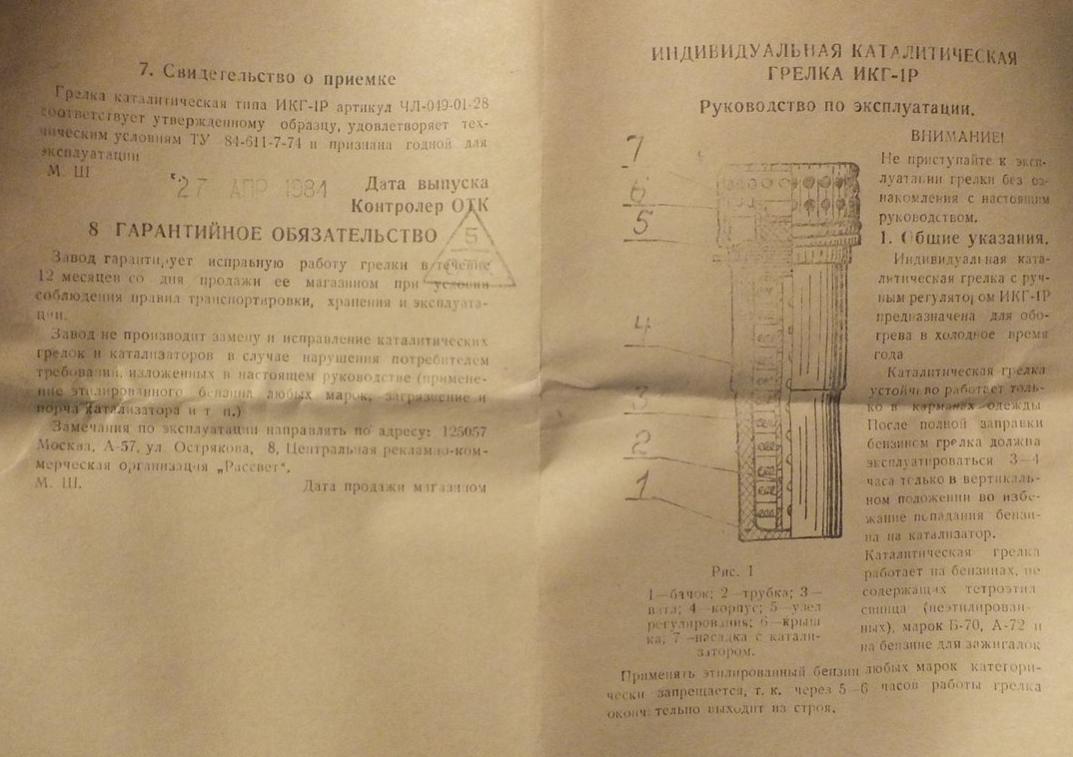 7. Свидетельство о приемке
Грелка каталитическая типа ИКГ-1Р артикул ЧЛ-049-01-28
соответствует утвержденному образцу, удовлетворяет тех-
ническим условиям ТУ 84-611-7-74 и признана годной для
эксплуатации
М. Ш
27 АПР 1984
Дата выпуска
Контролер ОТК
5
8 ГАРАНТИЙНОЕ ОБЯЗАТЕЛЬСТВО
Завод гарантирует исправную работу грелки в течение
12 месяцев со дня продажи ее магазином при условии
соблюдения правил транспортировки, хранения и эксплуата-
ции.
Завод не производит замену и исправление каталитических
грелок и катализаторов в случае нарушения потребителем
требований, изложенных в настоящем руководстве (примене-
ние этилированного бензина любых марок, загрязнение и
порча катализатора и т п.)
Замечания по эксплуатации направлять по адресу: 125057
Москва, А-57, ул Острякова, 8, Центральная рекламно-ком-
мерческая организация „Рассвет".
М. Ш.
Дата продажи магазином
ИНДИВИДУАЛЬНАЯ КАТАЛИТИЧЕСКАЯ
ГРЕЛКА ИКГ-1Р
Руководство по эксплуатации.
7
6
5
4
3
2
1
Рис. 1
1—бачок; 2—трубка; 3—
вата; 4—корпус; 5—узел
регулирования; 6—крыш
ка, 7—насадка с катали-
затором.
ВНИМАНИЕ!
Не приступайте к эксп-
луатации грелки без оз-
накомления с настоящим
руководством.
1. Общие указания.
Индивидуальная ката-
литическая грелка с руч-
ным регулятором ИКГ-1Р
предназначена для обо-
грева в холодное время
года
Каталитическая грелка
устойчиво работает толь-
ко в карманах одежды
После полной заправки
бензином грелка должна
эксплуатироваться 3—4
часа только в вертикаль-
ном положении во избе-
жание попадания бензи-
на на катализатор.
Каталитическая грелка
работает на бензинах, не
содержащих тетроэтил
свинца (неэтилирован-
ных), марок Б-70, А-72 и
на бензине для зажигалок
Применять этилированный бензин любых марок категори-
чески запрещается, т. к. через 5—6 часов работы грелка
окончательно выходит из строя.